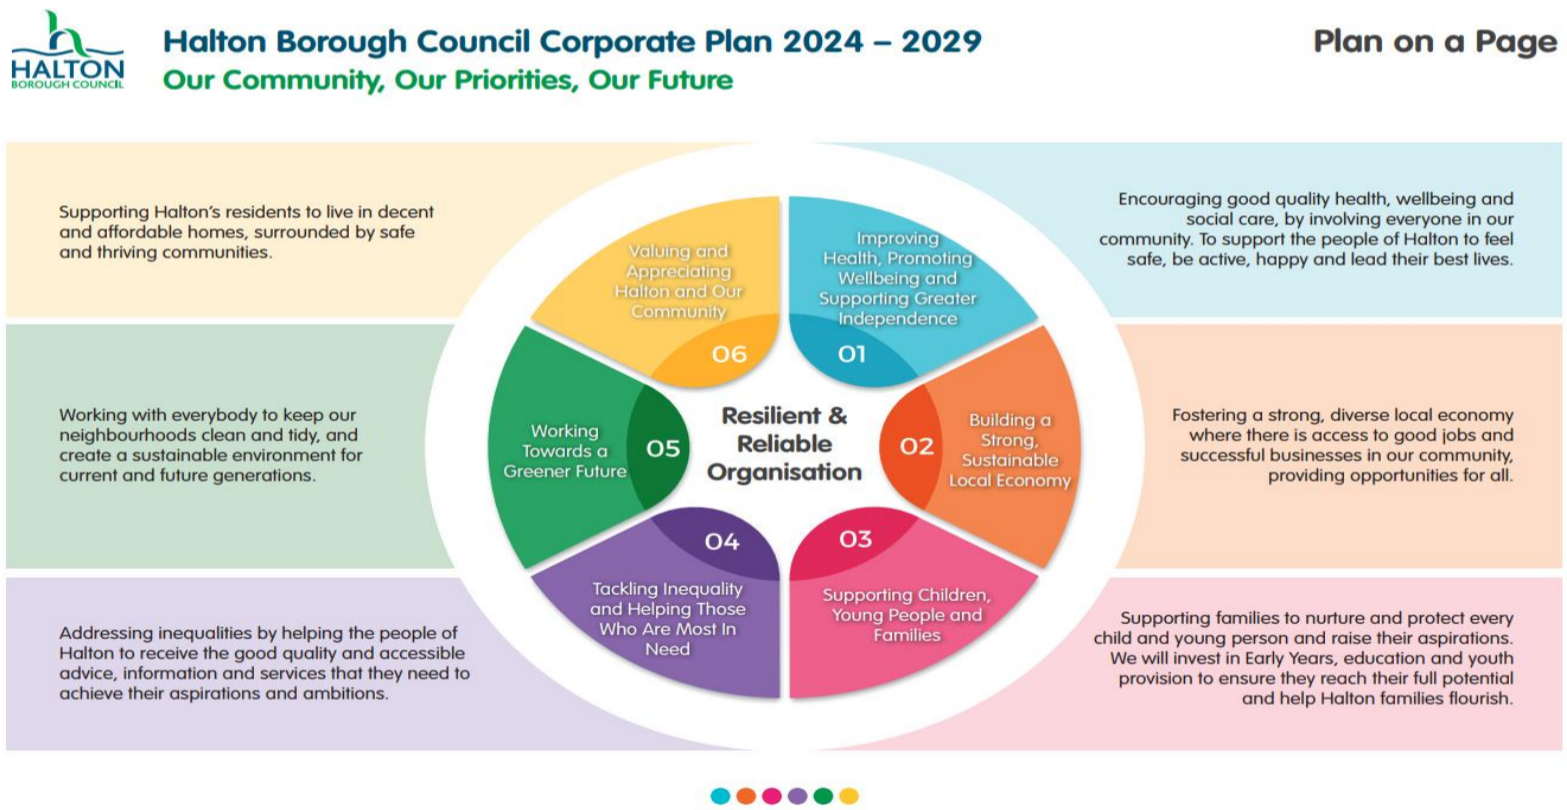 HALTON
BOROUGH COUNCIL
Halton Borough Council Corporate Plan 2024 – 2029
Our Community, Our Priorities, Our Future
Plan on a Page
Supporting Halton's residents to live in decent
and affordable homes, surrounded by safe
and thriving communities.
Working with everybody to keep our
neighbourhoods clean and tidy, and
create a sustainable environment for
current and future generations.
Addressing inequalities by helping the people of
Halton to receive the good quality and accessible
advice, information and services that they need to
achieve their aspirations and ambitions.
Valuing and
Appreciating
Halton and Our
Community
06
Improving
Health, Promoting
Wellbeing and
Supporting Greater
Independence
01
Working
Towards a
Greener Future
05
Resilient &
Reliable
Organisation
02
Building a
Strong,
Sustainable
Local Economy
04
Tackling Inequality
and Helping Those
Who Are Most In
Need
03
Supporting Children,
Young People and
Families
Encouraging good quality health, wellbeing and
social care, by involving everyone in our
community. To support the people of Halton to feel
safe, be active, happy and lead their best lives.
Fostering a strong, diverse local economy
where there is access to good jobs and
successful businesses in our community,
providing opportunities for all.
Supporting families to nurture and protect every
child and young person and raise their aspirations.
We will invest in Early Years, education and youth
provision to ensure they reach their full potential
and help Halton families flourish.